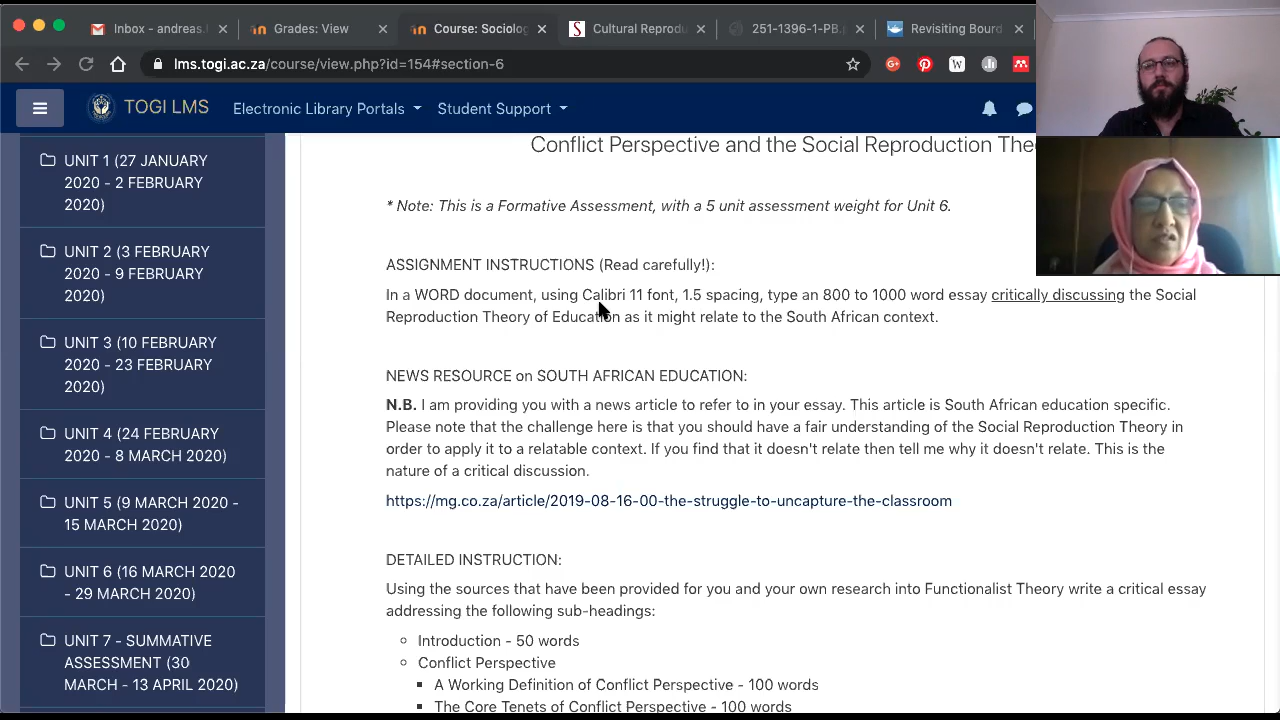 Inbox - andreas.
Grades: View
Course: Sociolog
Cultural Reprodu
251-1396-1-PB.p
Revisiting Bourd
lms.togi.ac.za/course/view.php?id=154#section-6
TOGI LMS
Electronic Library Portals
Student Support
UNIT 1 (27 JANUARY
2020 - 2 FEBRUARY
2020)
UNIT 2 (3 FEBRUARY
2020 - 9 FEBRUARY
2020)
UNIT 3 (10 FEBRUARY
2020 - 23 FEBRUARY
2020)
UNIT 4 (24 FEBRUARY
2020 - 8 MARCH 2020)
UNIT 5 (9 MARCH 2020 -
15 MARCH 2020)
UNIT 6 (16 MARCH 2020
- 29 MARCH 2020)
UNIT 7 - SUMMATIVE
ASSESSMENT (30
MARCH - 13 APRIL 2020)
Conflict Perspective and the Social Reproduction The
* Note: This is a Formative Assessment, with a 5 unit assessment weight for Unit 6.
ASSIGNMENT INSTRUCTIONS (Read carefully!):
In a WORD document, using Calibri 11 font, 1.5 spacing, type an 800 to 1000 word essay critically discussing the Social
Reproduction Theory of Education as it might relate to the South African context.
NEWS RESOURCE on SOUTH AFRICAN EDUCATION:
N.B. I am providing you with a news article to refer to in your essay. This article is South African education specific.
Please note that the challenge here is that you should have a fair understanding of the Social Reproduction Theory in
order to apply it to a relatable context. If you find that it doesn't relate then tell me why it doesn't relate. This is the
nature of a critical discussion.
https://mg.co.za/article/2019-08-16-00-the-struggle-to-uncapture-the-classroom
DETAILED INSTRUCTION:
Using the sources that have been provided for you and your own research into Functionalist Theory write a critical essay
addressing the following sub-headings:
Introduction - 50 words
Conflict Perspective
A Working Definition of Conflict Perspective - 100 words
The Core Tenets of Conflict Perspective - 100 words